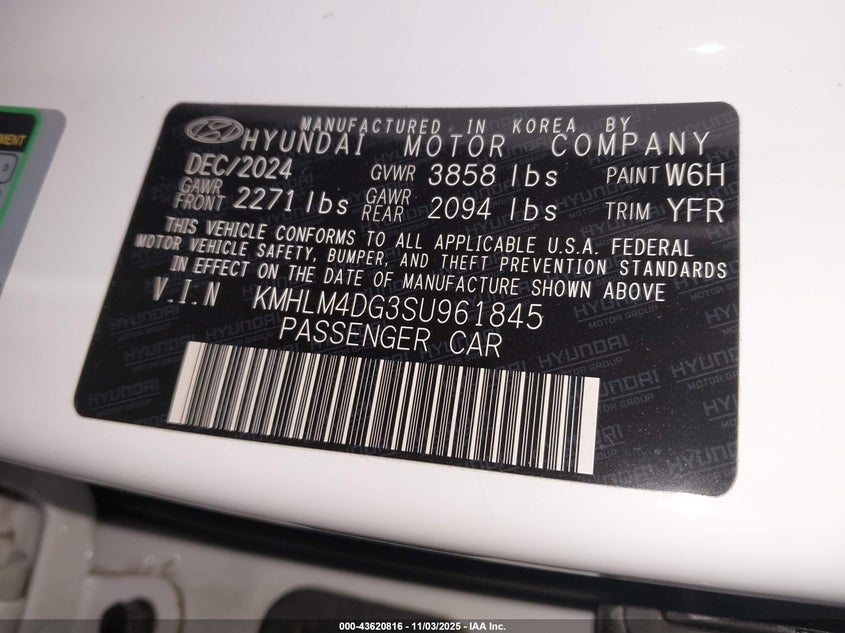 MANUFACTURED IN KOREA BY
HYUNDAI MOTOR COMPANY
DEC/2024 GVWR 3858 lbs PAINT W6H
GAWR FRONT 2271 lbs GAWR REAR 2094 lbs TRIM YFR
THIS VEHICLE CONFORMS TO ALL APPLICABLE U.S.A. FEDERAL
MOTOR VEHICLE SAFETY, BUMPER, AND THEFT PREVENTION STANDARDS
IN EFFECT ON THE DATE OF MANUFACTURE SHOWN ABOVE
V.I.N KMHLM4DG3SU961845
PASSENGER CAR
HYUNDAI
MOTOR GROUP
000-43620816 - 11/03/2025 - IAA Inc.